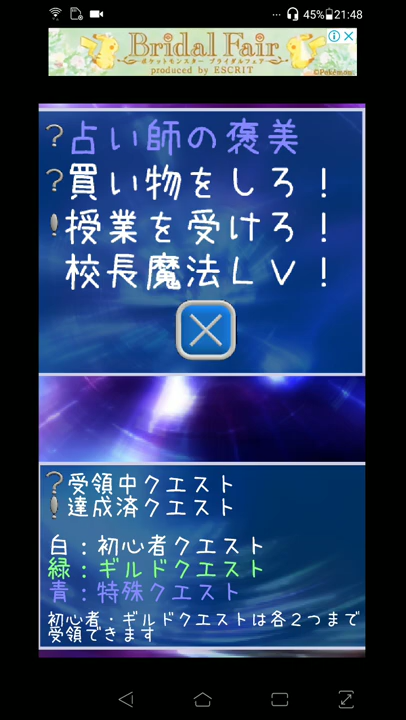 45% 21:48
Bridal Fair
ポケットモンスター ブライダルフェア
produced by ESCRIT
©Pokémon
?占い師の褒美
?買い物をしろ!
!授業を受けろ!
校長魔法LV!
?受領中クエスト
!達成済クエスト
白:初心者クエスト
緑:ギルドクエスト
青:特殊クエスト
初心者:ギルドクエストは各2つまで
受領できます